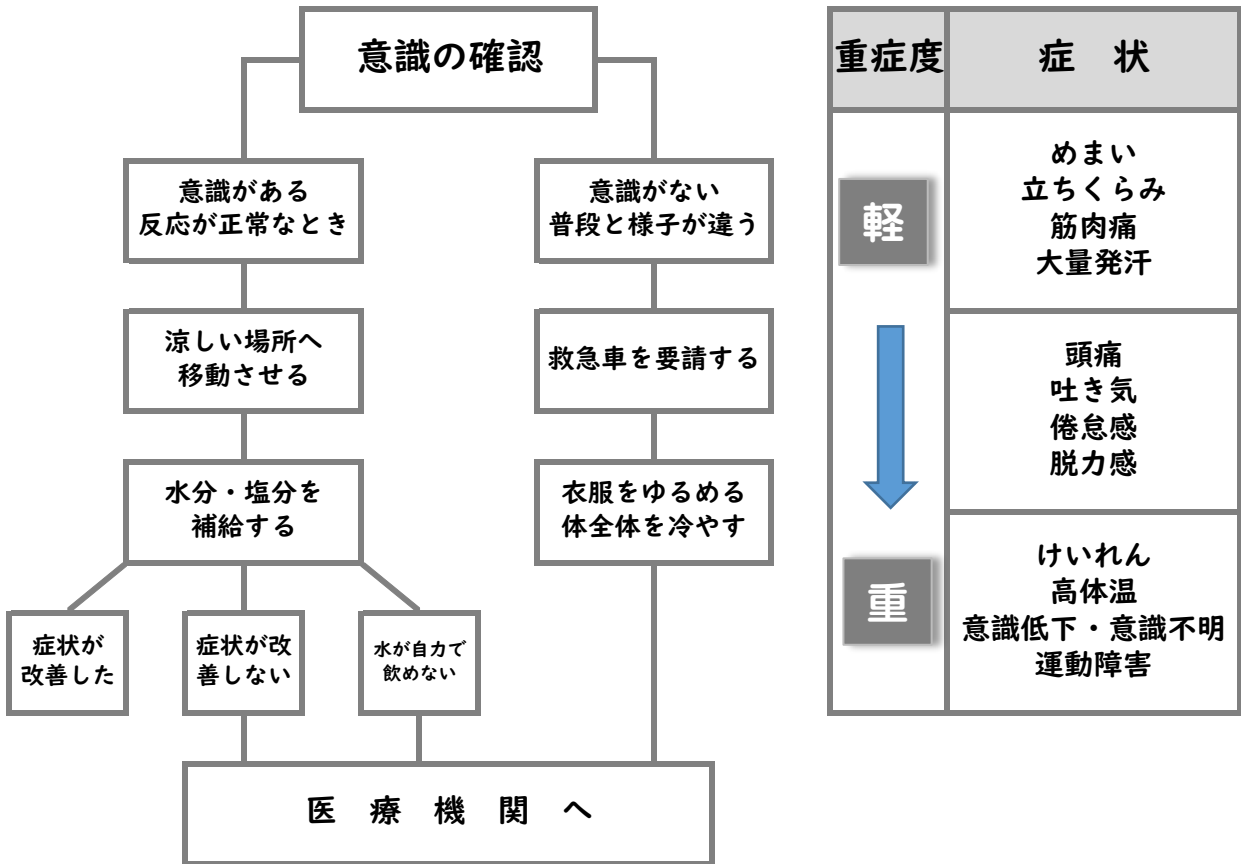 意識の確認
意識がある
反応が正常なとき
意識がない
普段と様子が違う
涼しい場所へ
移動させる
救急車を要請する
水分・塩分を
補給する
衣服をゆるめる
体全体を冷やす
症状が
改善した
症状が改
善しない
水が自力で
飲めない
医 療 機 関 へ
重症度
症 状
軽
めまい
立ちくらみ
筋肉痛
大量発汗
頭痛
吐き気
倦怠感
脱力感
重
けいれん
高体温
意識低下・意識不明
運動障害